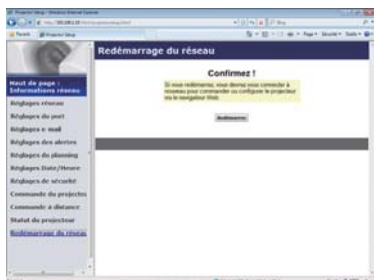 Redémarrage du réseau
Haut de page :
Informations réseau
Réglages réseau
Réglages du port
Réglages e-mail
Réglages des alertes
Réglages du planning
Réglages Date/Heure
Réglages de sécurité
Commande du projecteu
Commande à distance
Statut du projecteur
Redémarrage du réseau
Confirmez !
Si vous redémarrez, vous devrez vous connecter à
nouveau pour commander ou configurer le projecteur
via le navigateur Web.
Redémarrer